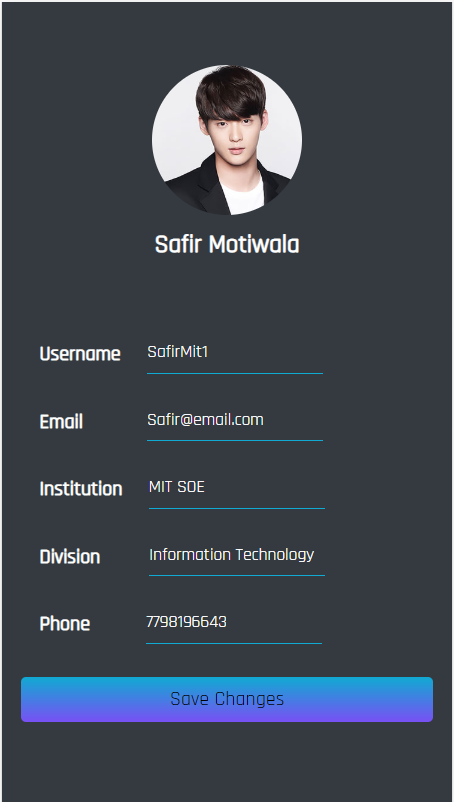 Safir Motiwala
Username SafirMit1
Email Safir@email.com
Institution MIT SOE
Division Information Technology
Phone 7798196643
Save Changes